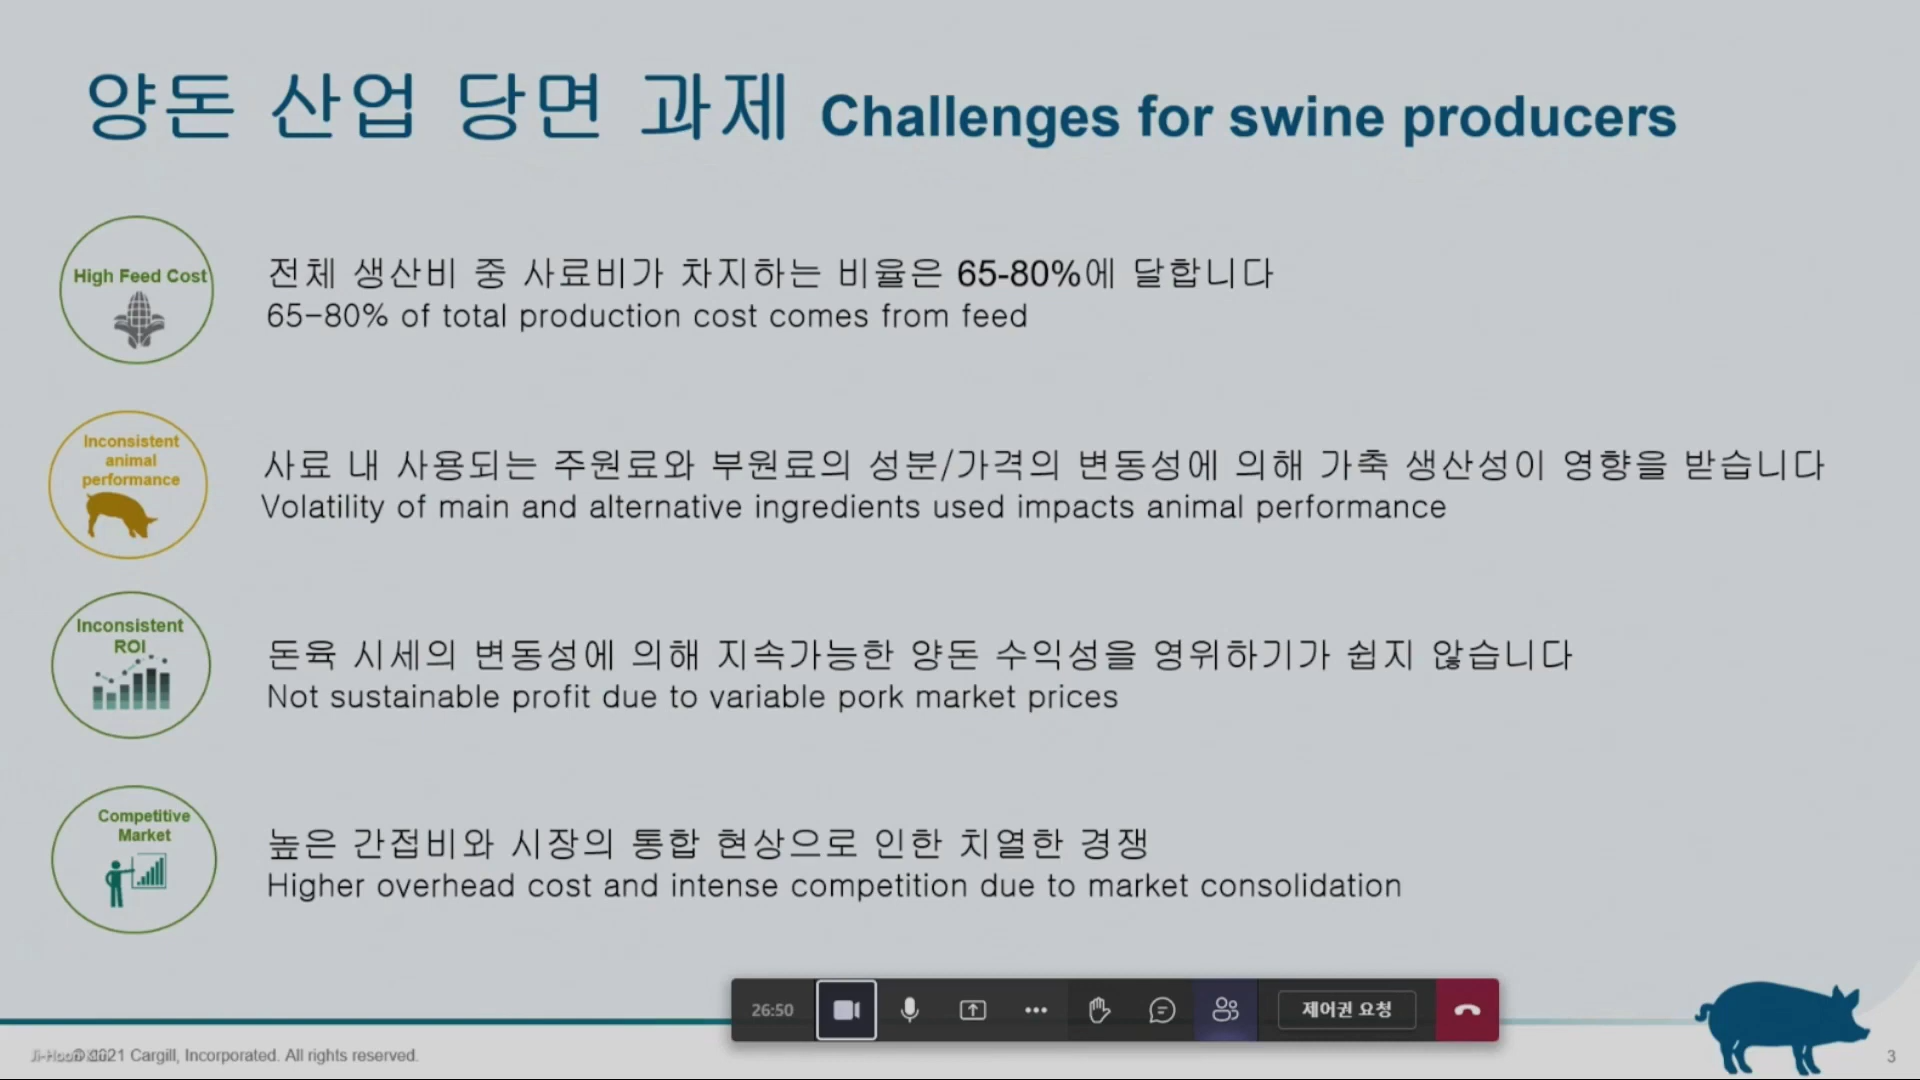 양돈 산업 당면 과제 Challenges for swine producers
High Feed Cost
전체 생산비 중 사료비가 차지하는 비율은 65-80%에 달합니다
65-80% of total production cost comes from feed
Inconsistent
animal
performance
사료 내 사용되는 주원료와 부원료의 성분/가격의 변동성에 의해 가축 생산성이 영향을 받습니다
Volatility of main and alternative ingredients used impacts animal performance
Inconsistent
ROI
돈육 시세의 변동성에 의해 지속가능한 양돈 수익성을 영위하기가 쉽지 않습니다
Not sustainable profit due to variable pork market prices
Competitive
Market
높은 간접비와 시장의 통합 현상으로 인한 치열한 경쟁
Higher overhead cost and intense competition due to market consolidation
26:50
제어권 요청
2021 Cargill, Incorporated. All rights reserved.
3